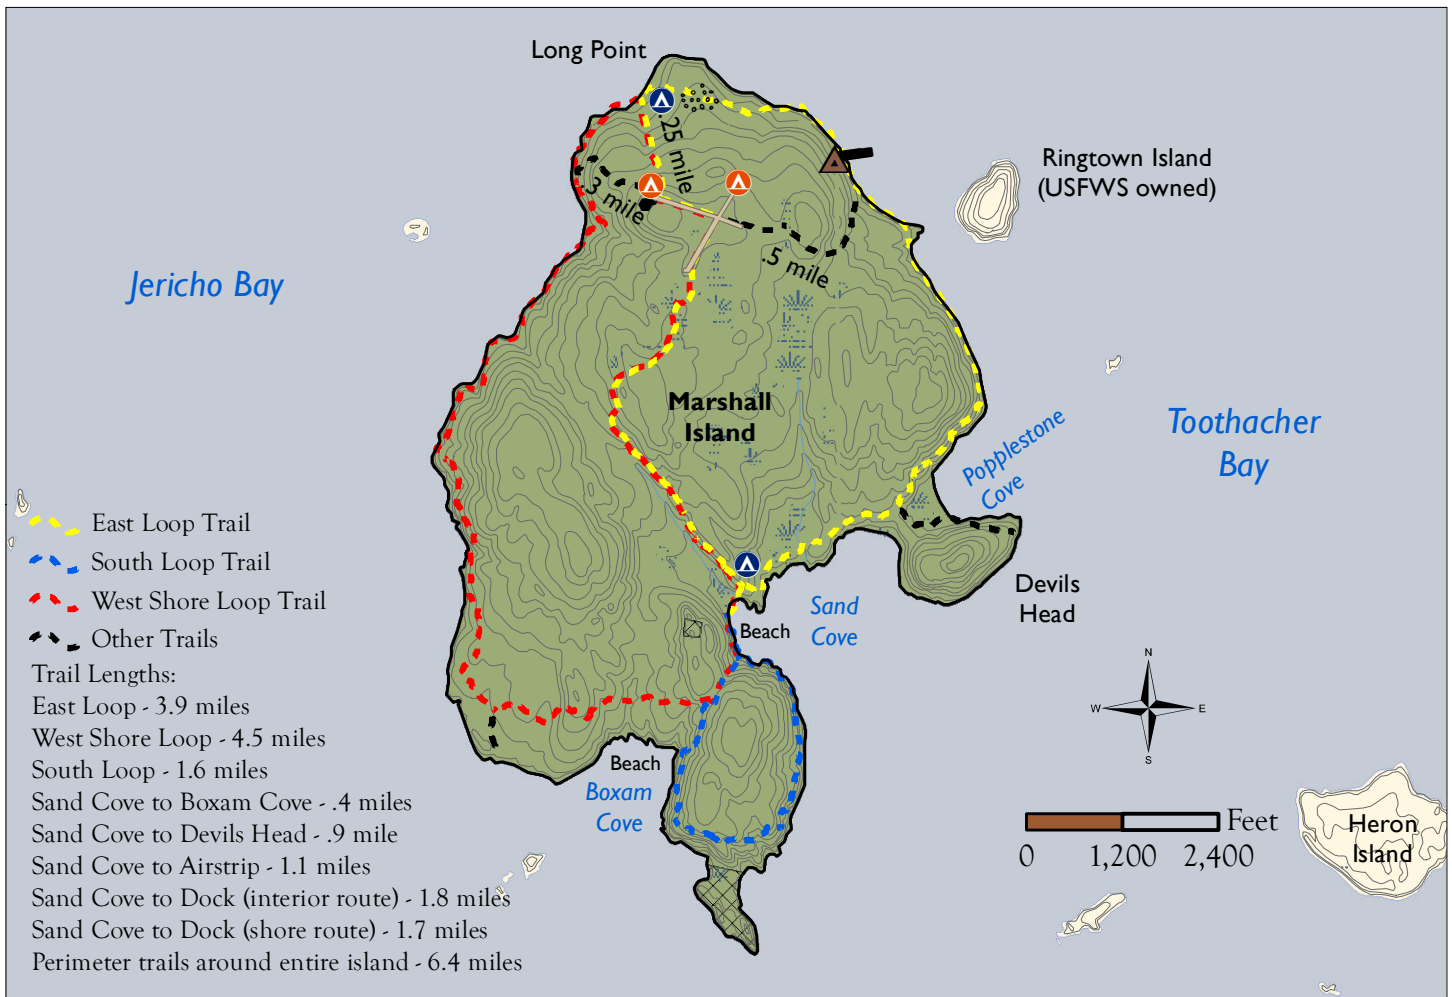 Long Point
.25 mile
.3 mile
Ringtown Island
(USFWS owned)
.5 mile
Jericho Bay
Marshall
Island
Toothacher
Bay
Popplestone
Cove
East Loop Trail
South Loop Trail
West Shore Loop Trail
Other Trails
Devils
Head
Sand
Cove
Beach
Trail Lengths:
East Loop - 3.9 miles
West Shore Loop - 4.5 miles
South Loop - 1.6 miles
Sand Cove to Boxam Cove - .4 miles
Sand Cove to Devils Head - .9 mile
Sand Cove to Airstrip - 1.1 miles
Sand Cove to Dock (interior route) - 1.8 miles
Sand Cove to Dock (shore route) - 1.7 miles
Perimeter trails around entire island - 6.4 miles
Beach
Boxam
Cove
N
W
E
S
Feet
0 1,200 2,400
Heron
Island